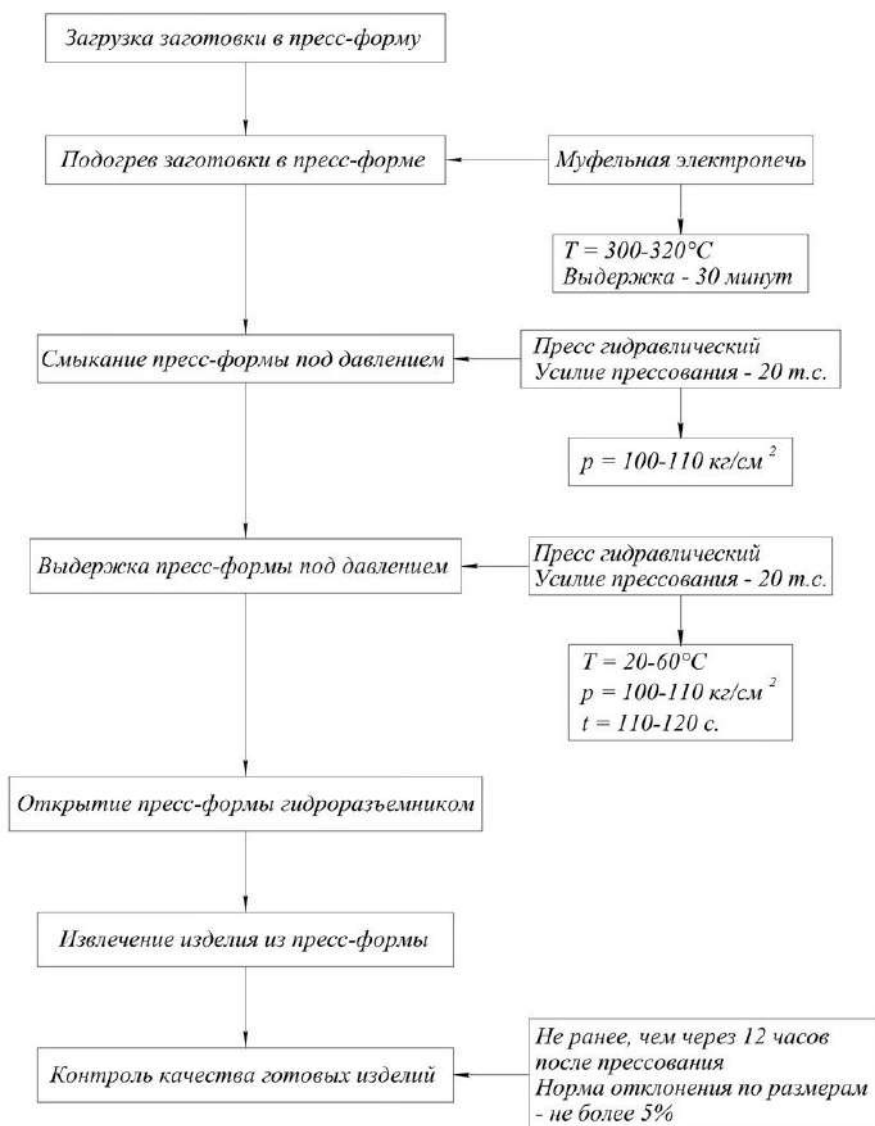 Загрузка заготовки в пресс-форму
Подогрев заготовки в пресс-форме
Муфельная электропечь
T = 300-320°C
Выдержка - 30 минут
Смыкание пресс-формы под давлением
Пресс гидравлический
Усилие прессования - 20 т.с.
p = 100-110 кг/см ²
Выдержка пресс-формы под давлением
Пресс гидравлический
Усилие прессования - 20 т.с.
T = 20-60°C
p = 100-110 кг/см ²
t = 110-120 с.
Открытие пресс-формы гидроразъемником
Извлечение изделия из пресс-формы
Контроль качества готовых изделий
Не ранее, чем через 12 часов
после прессования
Норма отклонения по размерам
- не более 5%